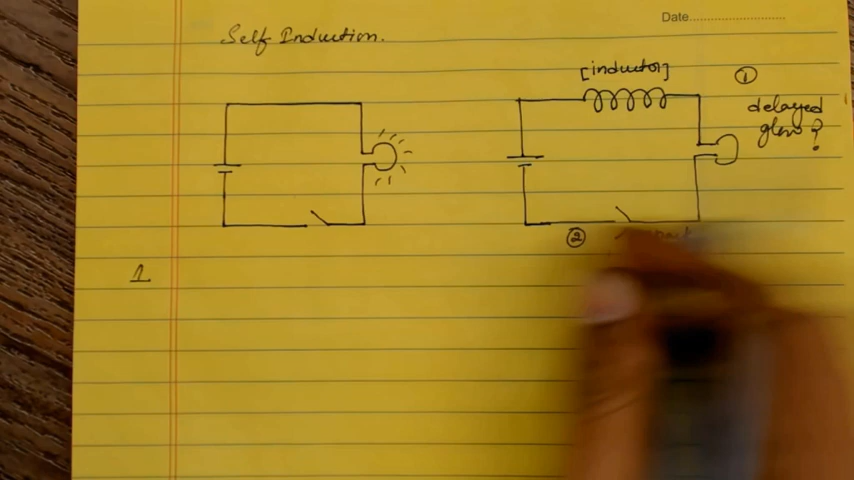 Date
Self Induction.
[inductor]
①
delayed
glow?
②
1